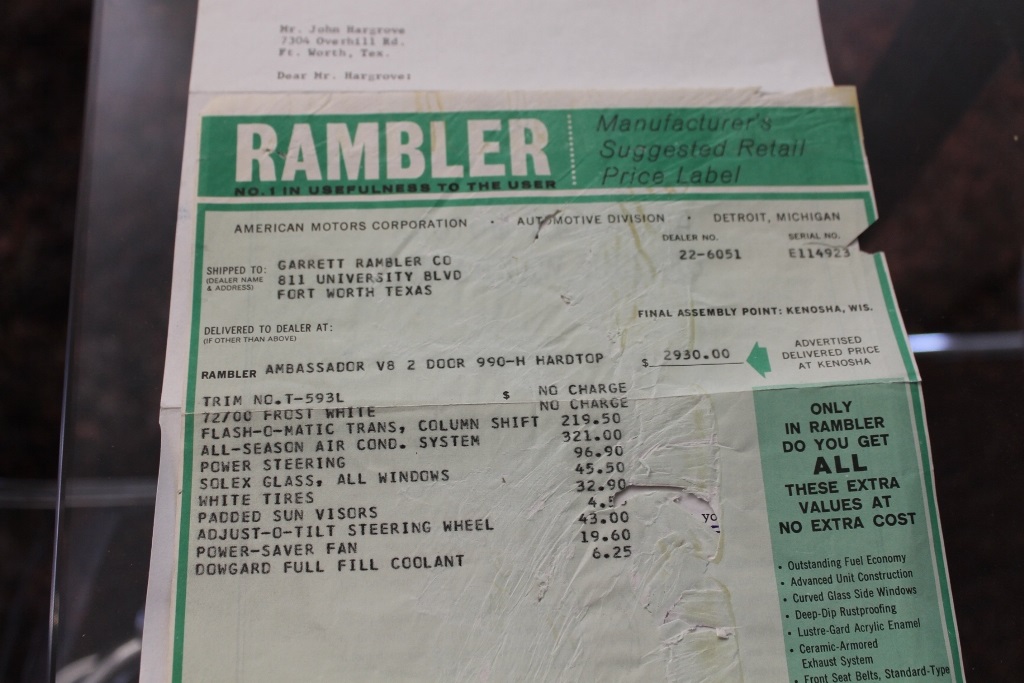 Mr. John Hargrove
7304 Overhill Rd.
Ft. Worth, Tex.
Dear Mr. Hargrove:
RAMBLER
NO. 1 IN USEFULNESS TO THE USER
Manufacturer's
Suggested Retail
Price Label
AMERICAN MOTORS CORPORATION • AUTOMOTIVE DIVISION • DETROIT, MICHIGAN
DEALER NO. SERIAL NO.
22-6051 E114923
SHIPPED TO: GARRETT RAMBLER CO
(DEALER NAME 811 UNIVERSITY BLVD
& ADDRESS) FORT WORTH TEXAS
FINAL ASSEMBLY POINT: KENOSHA, WIS.
DELIVERED TO DEALER AT:
(IF OTHER THAN ABOVE)
RAMBLER AMBASSADOR V8 2 DOOR 990-H HARDTOP $ 2930.00
ADVERTISED
DELIVERED PRICE
AT KENOSHA
TRIM NO.T-593L $ NO CHARGE
72700 FROST WHITE NO CHARGE
FLASH-O-MATIC TRANS, COLUMN SHIFT 219.50
ALL-SEASON AIR COND. SYSTEM 321.00
POWER STEERING 96.90
SOLEX GLASS, ALL WINDOWS 45.50
WHITE TIRES 32.90
PADDED SUN VISORS
ADJUST-O-TILT STEERING WHEEL 43.00
POWER-SAVER FAN 19.60
DOWGARD FULL FILL COOLANT 6.25
yo
ONLY
IN RAMBLER
DO YOU GET
ALL
THESE EXTRA
VALUES AT
NO EXTRA COST
• Outstanding Fuel Economy
• Advanced Unit Construction
• Curved Glass Side Windows
• Deep-Dip Rustproofing
• Lustre-Gard Acrylic Enamel
• Ceramic-Armored
Exhaust System
• Front Seat Belts, Standard-Type